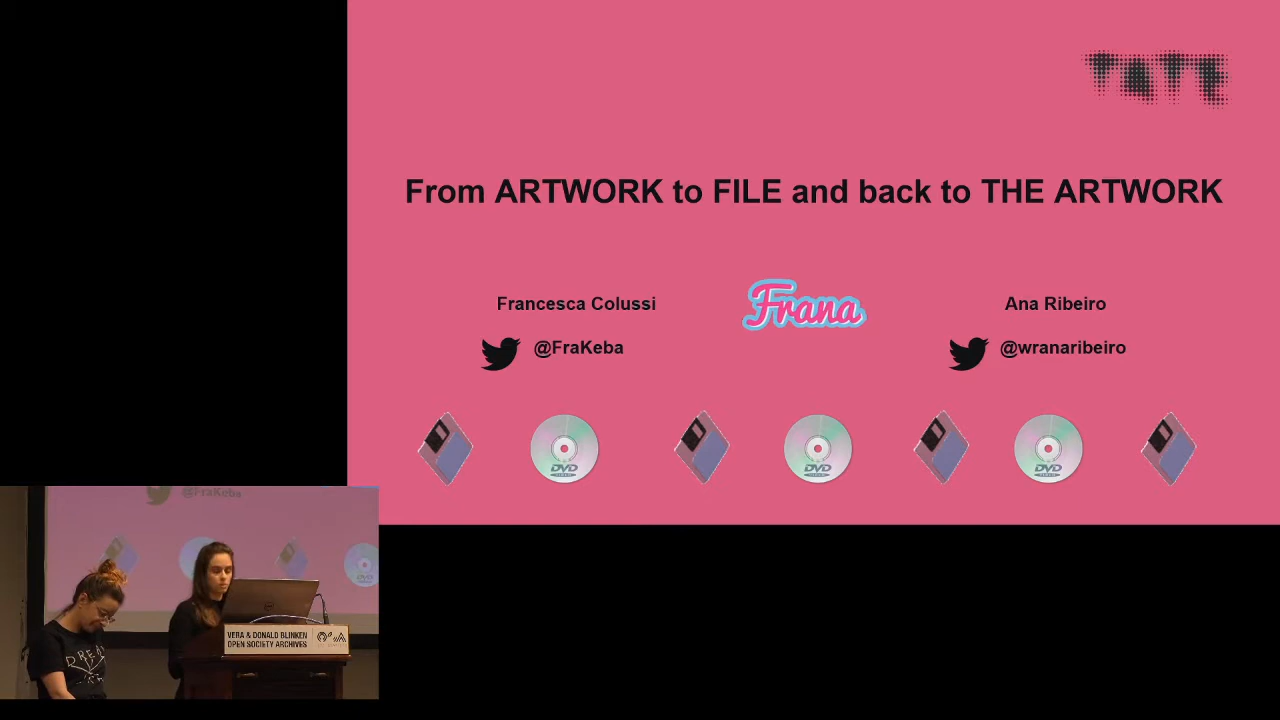 TATE
From ARTWORK to FILE and back to THE ARTWORK
Francesca Colussi
Frana
Ana Ribeiro
@FraKeba
@wranaribeiro
DVD
DVD
DVD
@FraKeba
DVD
VERA & DONALD BLINKEN
OPEN SOCIETY ARCHIVES